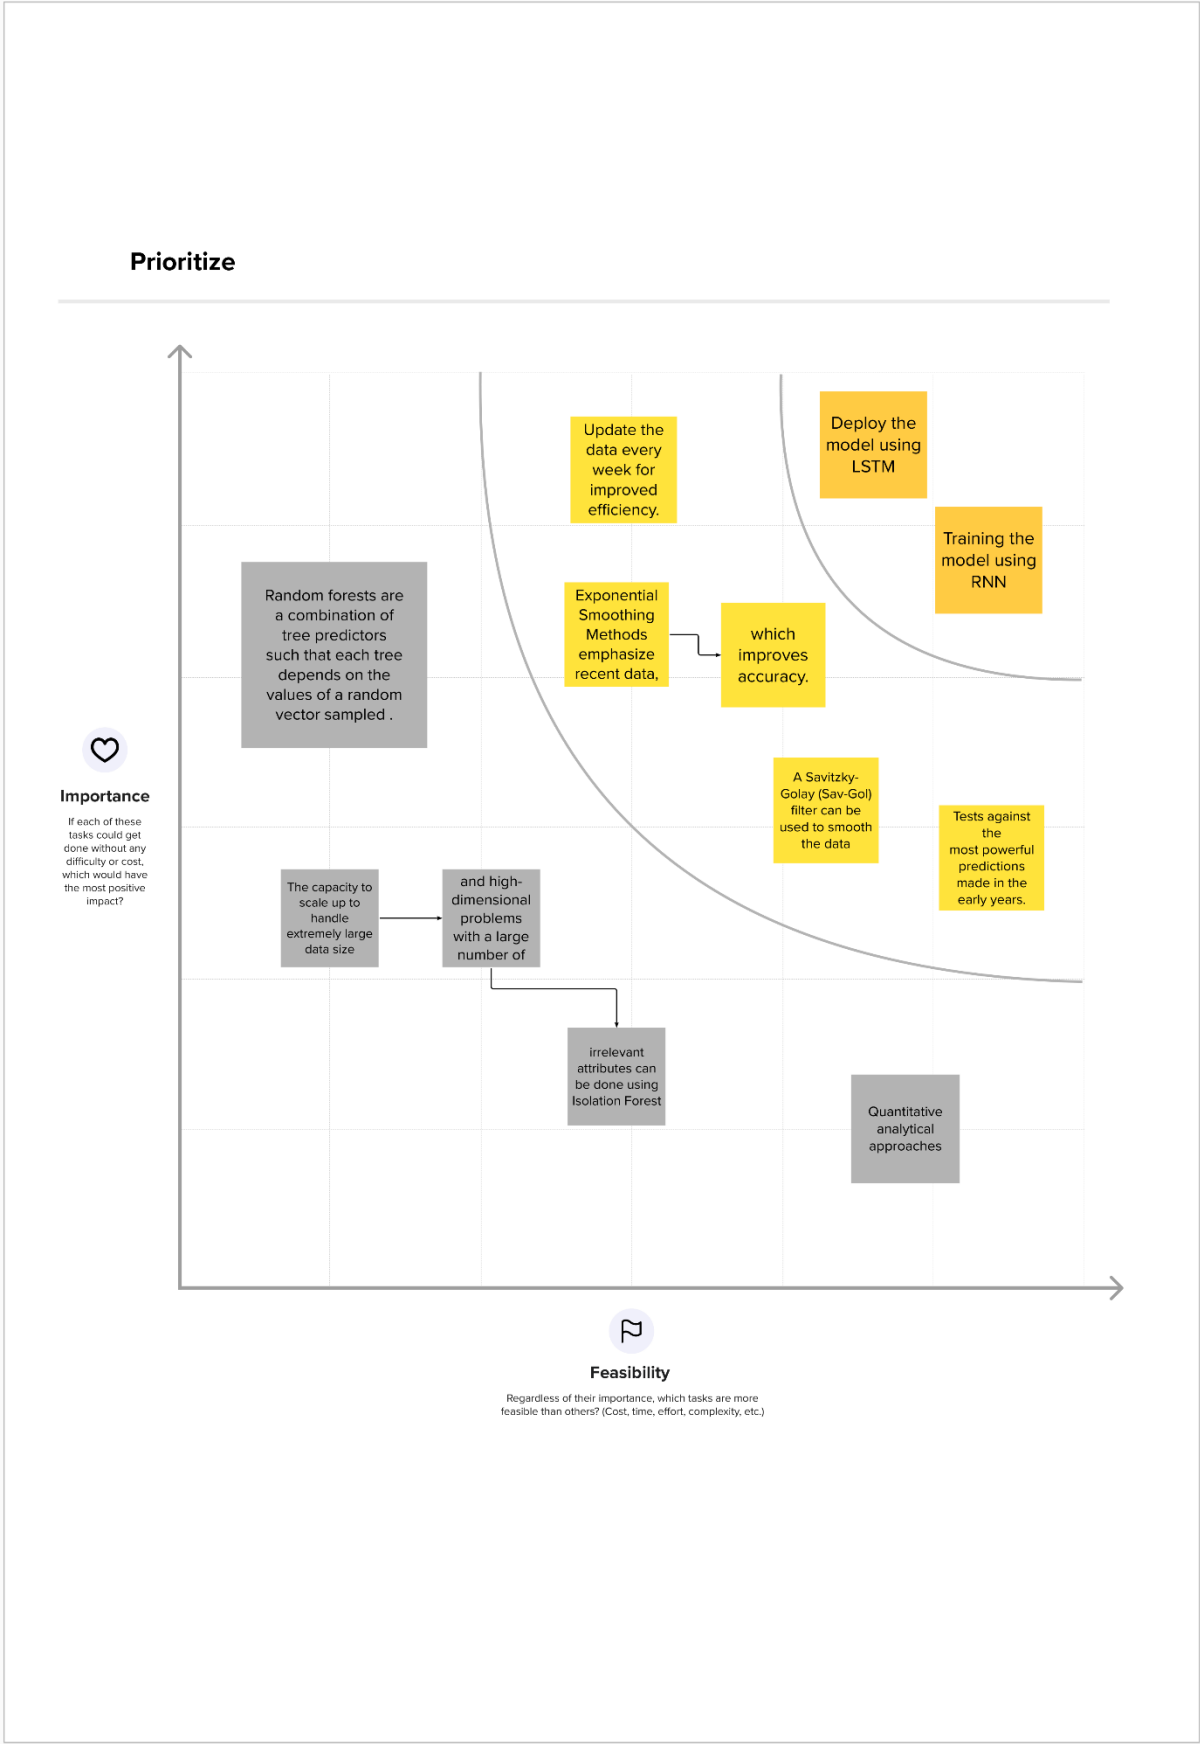 Prioritize
Deploy the
model using
LSTM
Update the
data every
week for
improved
efficiency.
Training the
model using
RNN
Random forests are
a combination of
tree predictors
such that each tree
depends on the
values of a random
vector sampled .
Exponential
Smoothing
Methods
emphasize
recent data,
which
improves
accuracy.
A Savitzky-
Golay (Sav-Gol)
filter can be
used to smooth
the data
Tests against
the
most powerful
predictions
made in the
early years.
Importance
If each of these
tasks could get
done without any
difficulty or cost,
which would have
the most positive
impact?
The capacity to
scale up to
handle
extremely large
data size
and high-
dimensional
problems
with a large
number of
irrelevant
attributes can
be done using
Isolation Forest
Quantitative
analytical
approaches
Feasibility
Regardless of their importance, which tasks are more
feasible than others? (Cost, time, effort, complexity, etc.)